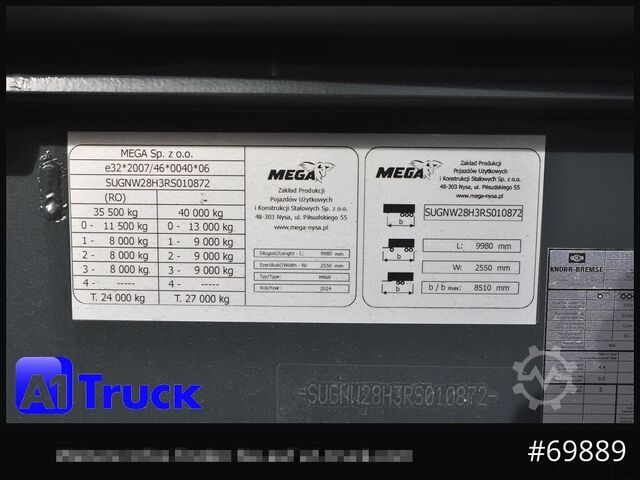 MEGA Sp. z o.o.
e32*2007/46*0040*06
SUGNW28H3RS010872
(RO)
35 500 kg 40 000 kg
0 - 11 500 kg 0 - 13 000 kg
1 - 8 000 kg 1 - 9 000 kg
2 - 8 000 kg 2 - 9 000 kg
3 - 8 000 kg 3 - 9 000 kg
4 - ----- 4 - -----
T. 24 000 kg T. 27 000 kg
MEGA
Zakład Produkcji
Pojazdów Użytkowych
i Konstrukcji Stalowych Sp. z o.o.
48-303 Nysa, ul. Piłsudskiego 55
www.mega-nysa.pl
Długość/Lenght - L: 9980 mm
Szerokość/Width - W: 2550 mm
Typ/Type: MNW
Rok/Year: 2024
MEGA
Zakład Produkcji
Pojazdów Użytkowych
i Konstrukcji Stalowych Sp. z o.o.
48-303 Nysa, ul. Piłsudskiego 55
SUGNW28H3RS010872
L: 9980 mm
b
W: 2550 mm
b
b / b max: 8510 mm
b
KNORR-BREMSE
-SUGNW28H3RS010872-
A1 Truck
#69889